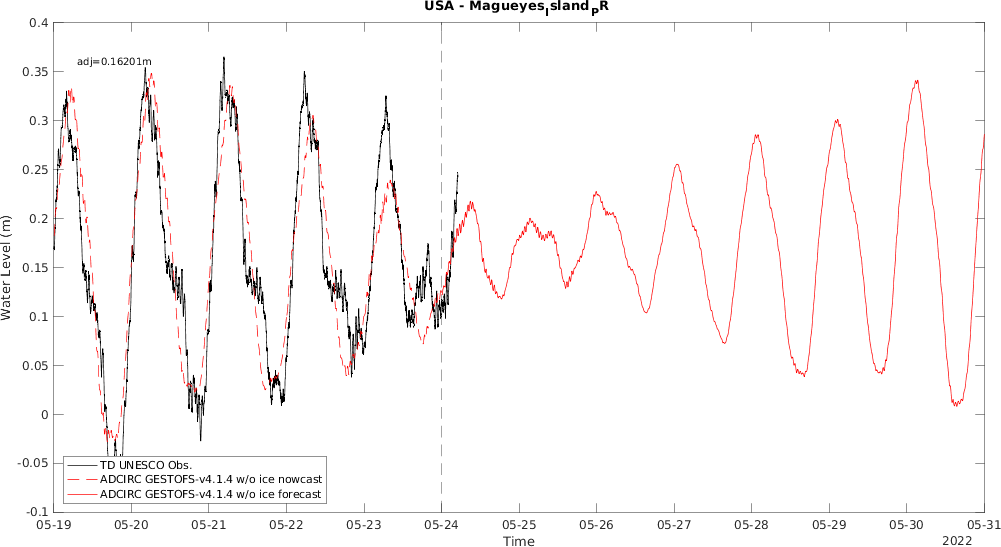 USA - Magueyes_Island_PR
0.4
0.35
adj=0.16201m
0.3
0.25
0.2
0.15
0.1
0.05
0
-0.05
-0.1
Water Level (m)
TD UNESCO Obs.
ADCIRC GESTOFS-v4.1.4 w/o ice nowcast
ADCIRC GESTOFS-v4.1.4 w/o ice forecast
05-19 05-20 05-21 05-22 05-23 05-24 05-25 05-26 05-27 05-28 05-29 05-30 05-31
Time
2022